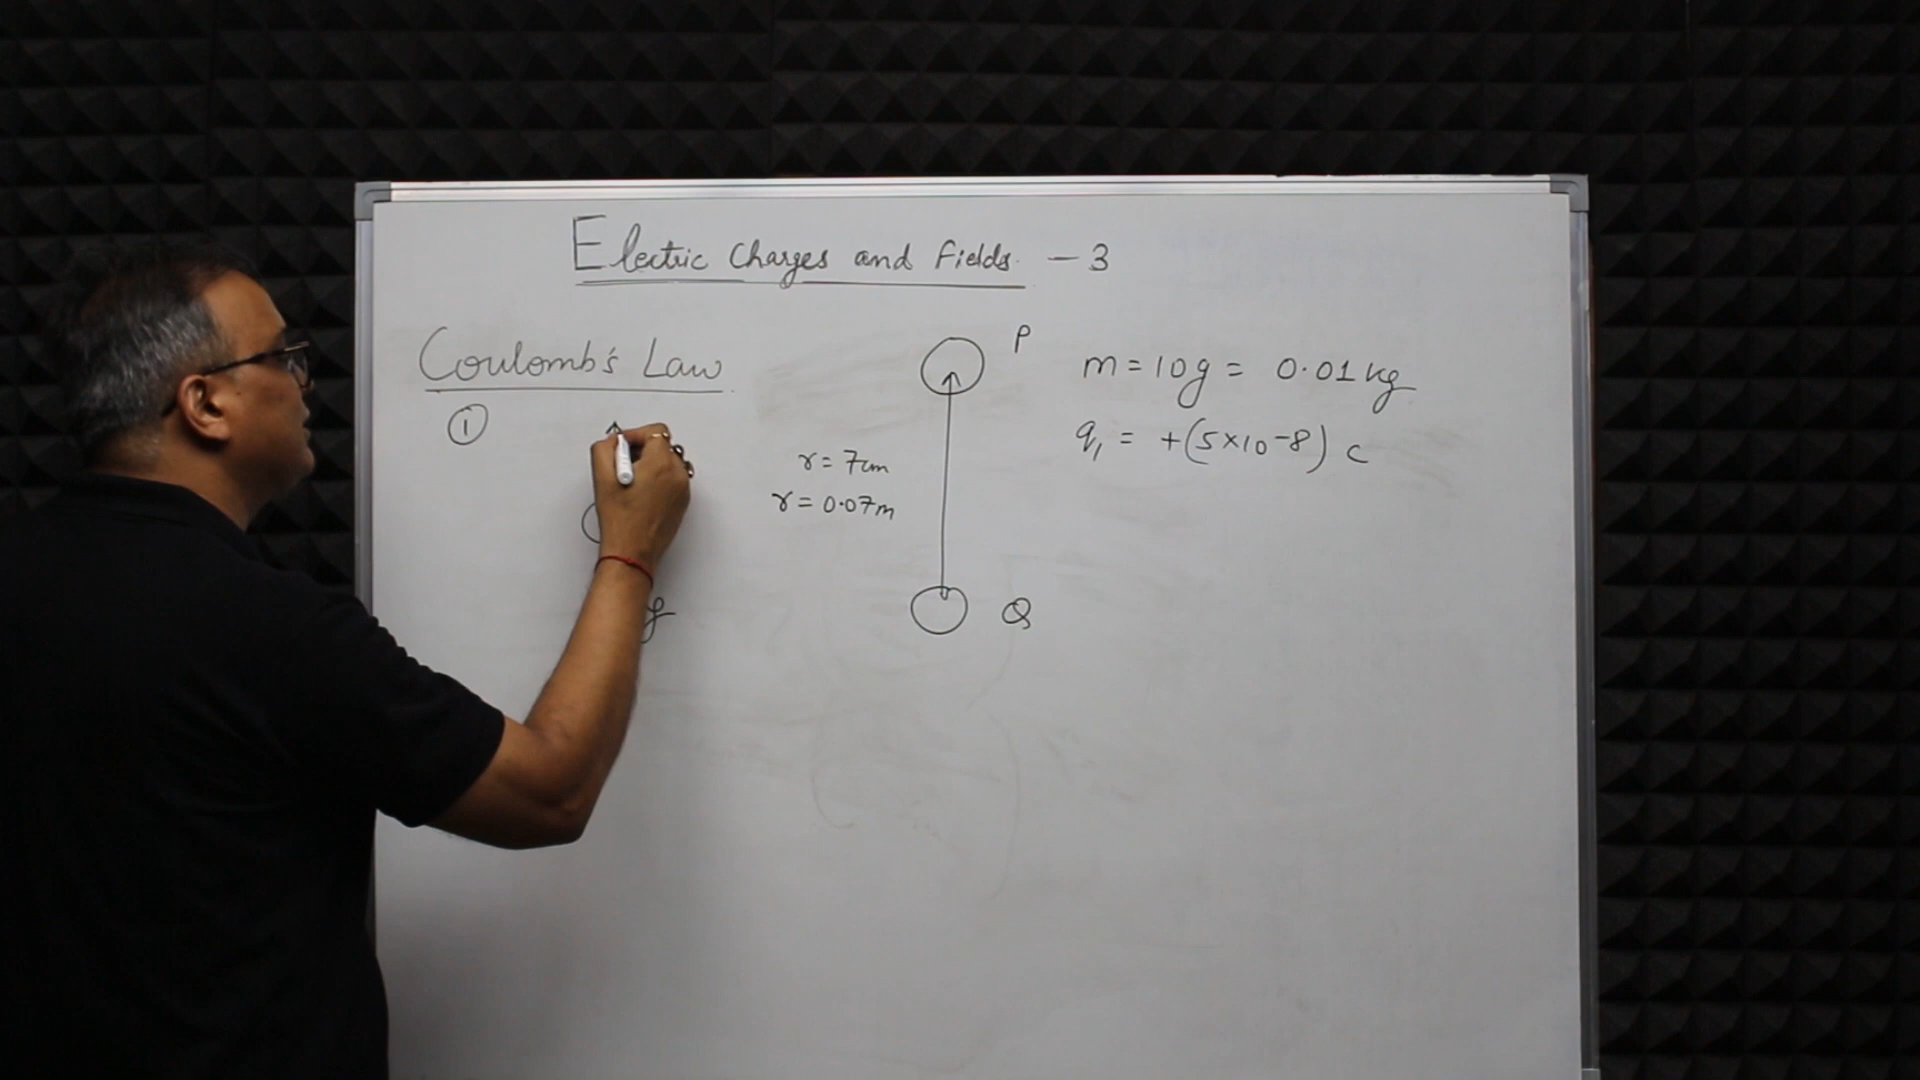 Electric Charges and Fields. - 3
Coulomb's Law
①
P
m = 10g = 0.01 kg
q₁ = +(5×10-8) c
r = 7cm
r = 0.07m
Q